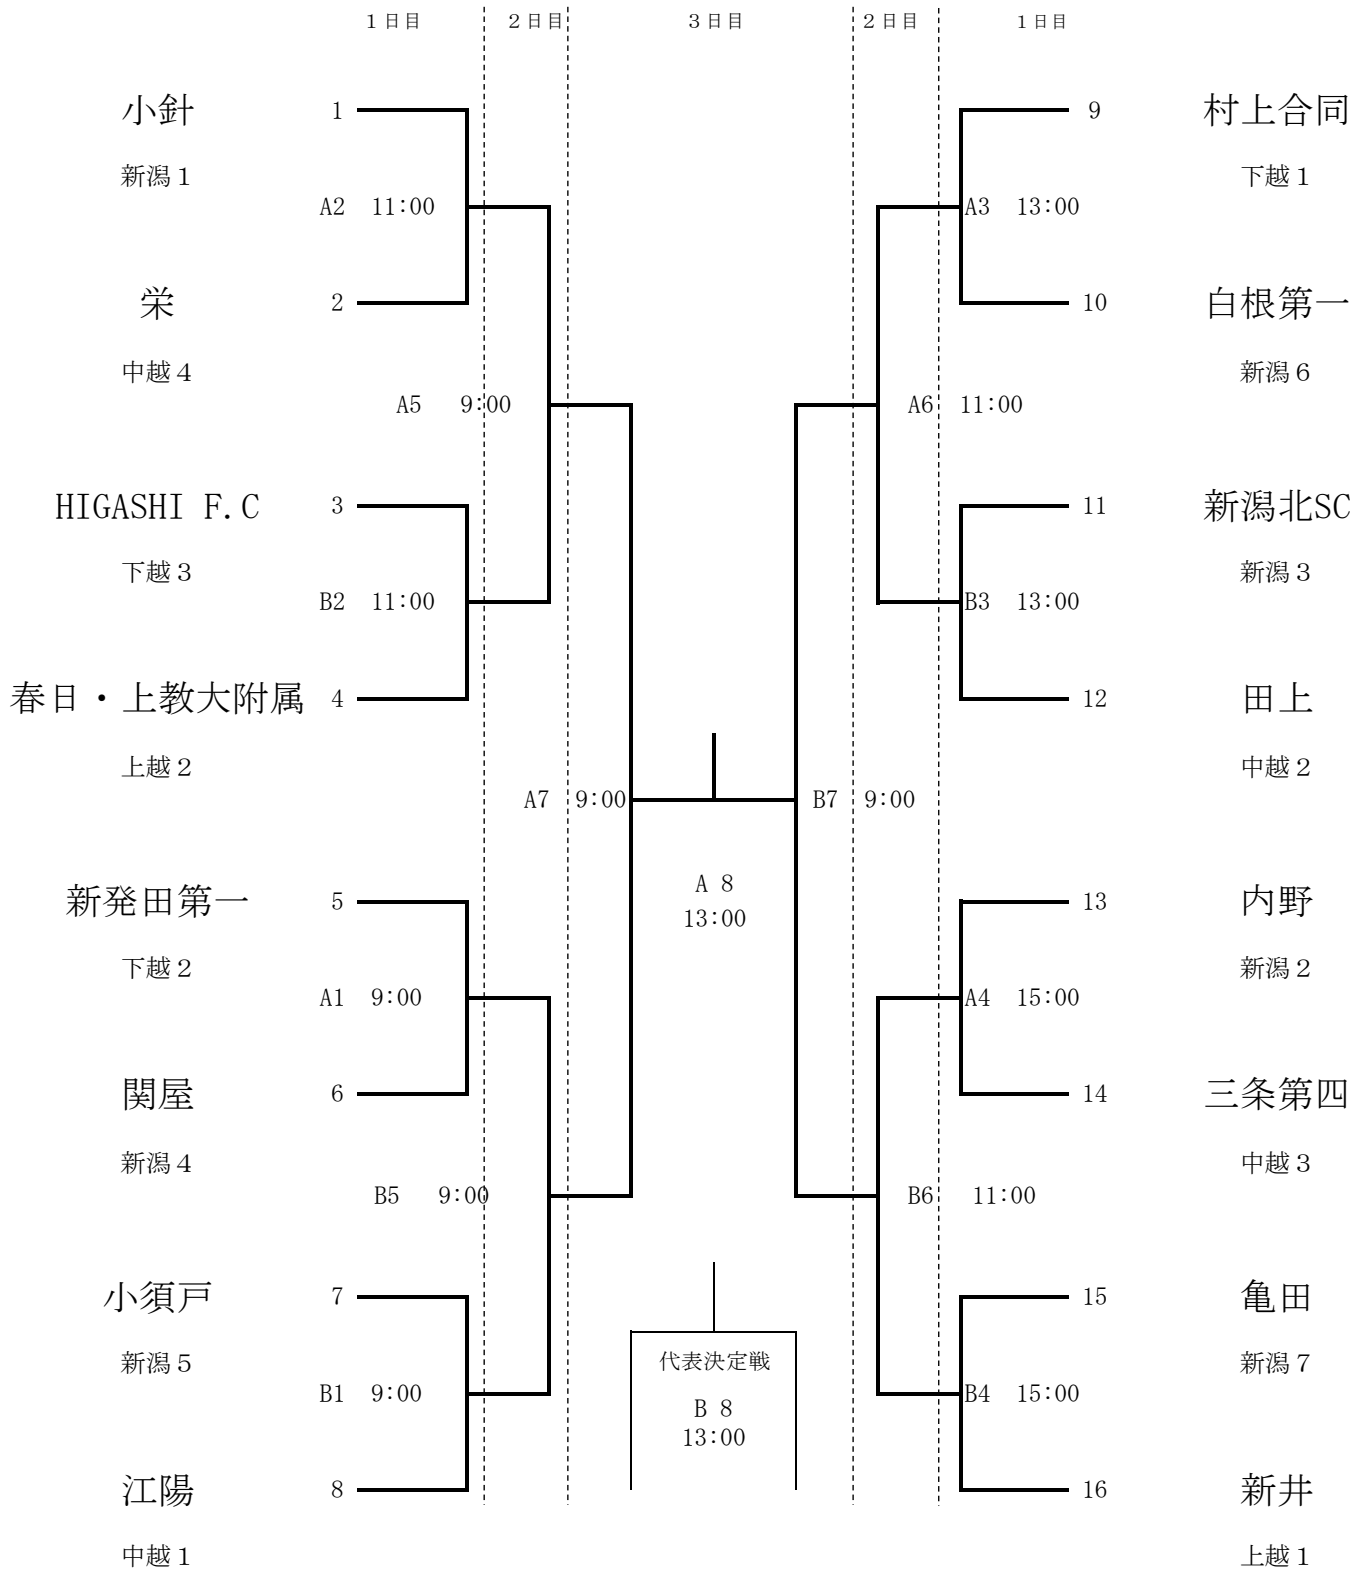 １日目 ２日目 ３日目 ２日目 １日目
小針 1 9 村上合同
新潟１ 下越１
A2 11:00 A3 13:00
栄 2 10 白根第一
中越４ 新潟６
A5 9:00 A6 11:00
HIGASHI F.C 3 11 新潟北SC
下越３ 新潟３
B2 11:00 B3 13:00
春日・上教大附属 4 12 田上
上越２ 中越２
A7 9:00 B7 9:00
A 8
13:00
新発田第一 5 13 内野
下越２ 新潟２
A1 9:00 A4 15:00
関屋 6 14 三条第四
新潟４ 中越３
B5 9:00 B6 11:00
小須戸 7 15 亀田
新潟５ 代表決定戦 新潟７
B1 9:00 B4 15:00
B 8
13:00
江陽 8 16 新井
中越１ 上越１